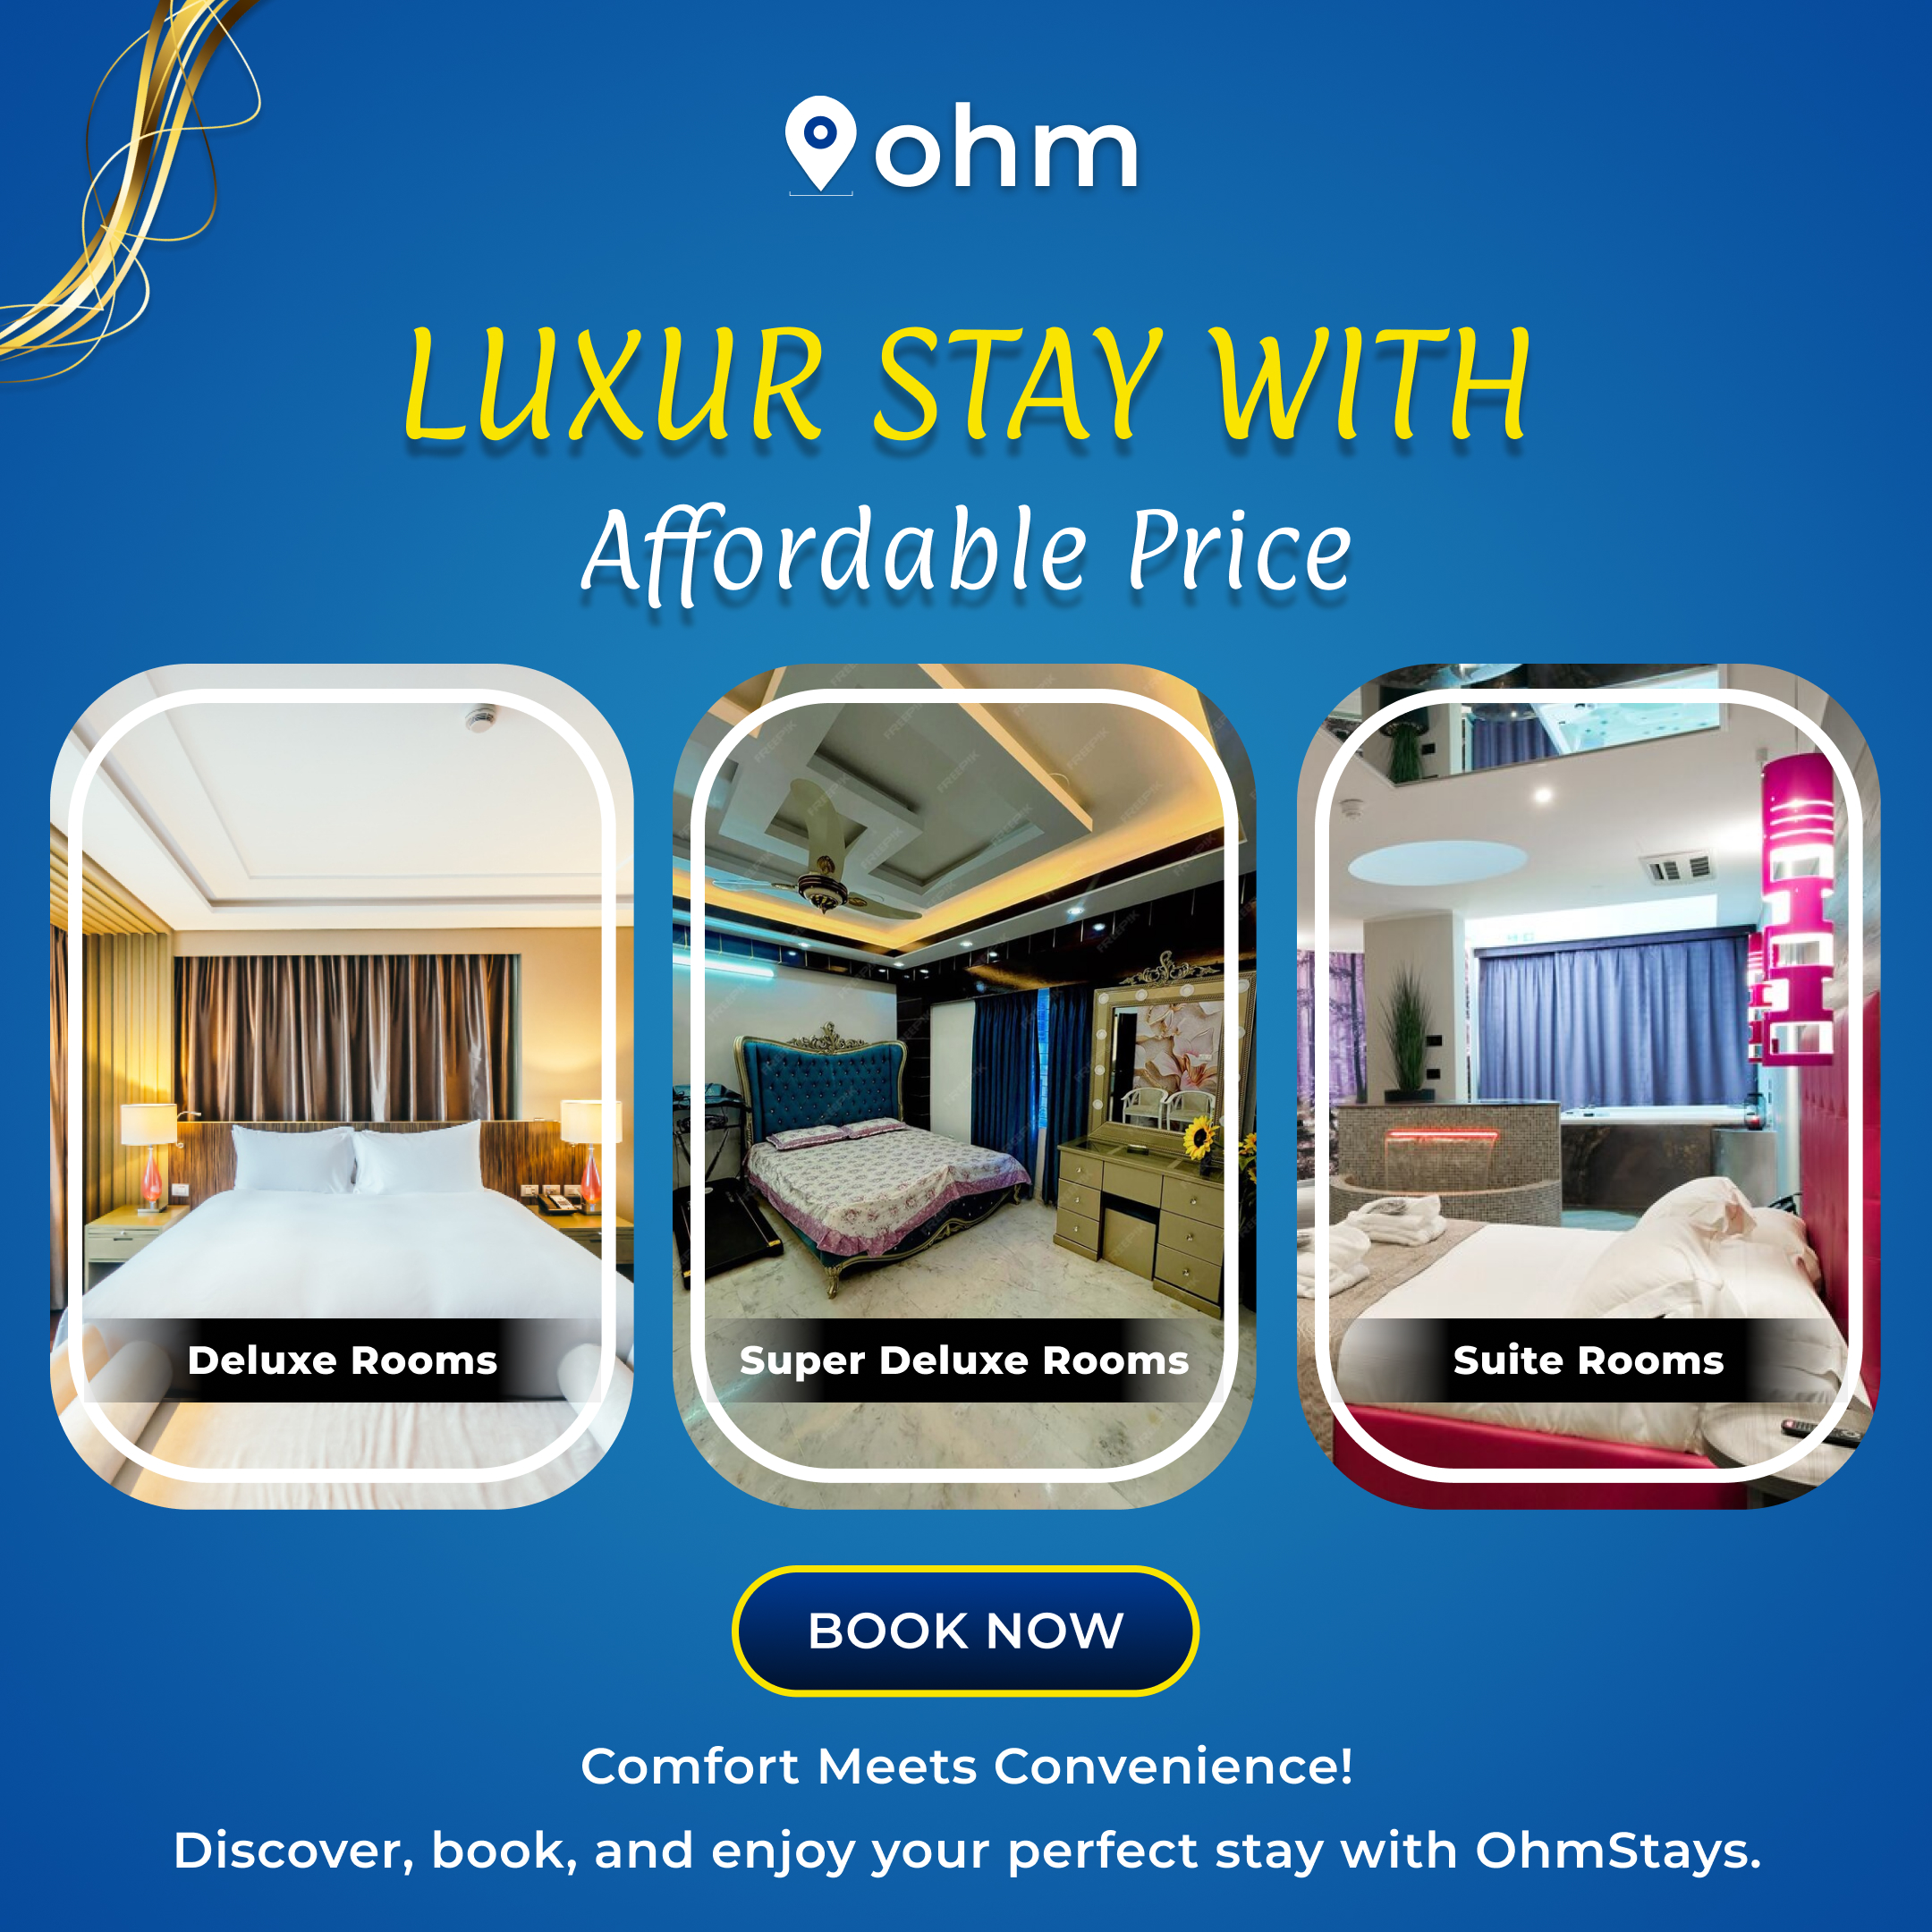 ohm
LUXUR STAY WITH
Affordable Price
FREEPIK
Deluxe Rooms
Super Deluxe Rooms
Suite Rooms
BOOK NOW
Comfort Meets Convenience!
Discover, book, and enjoy your perfect stay with OhmStays.